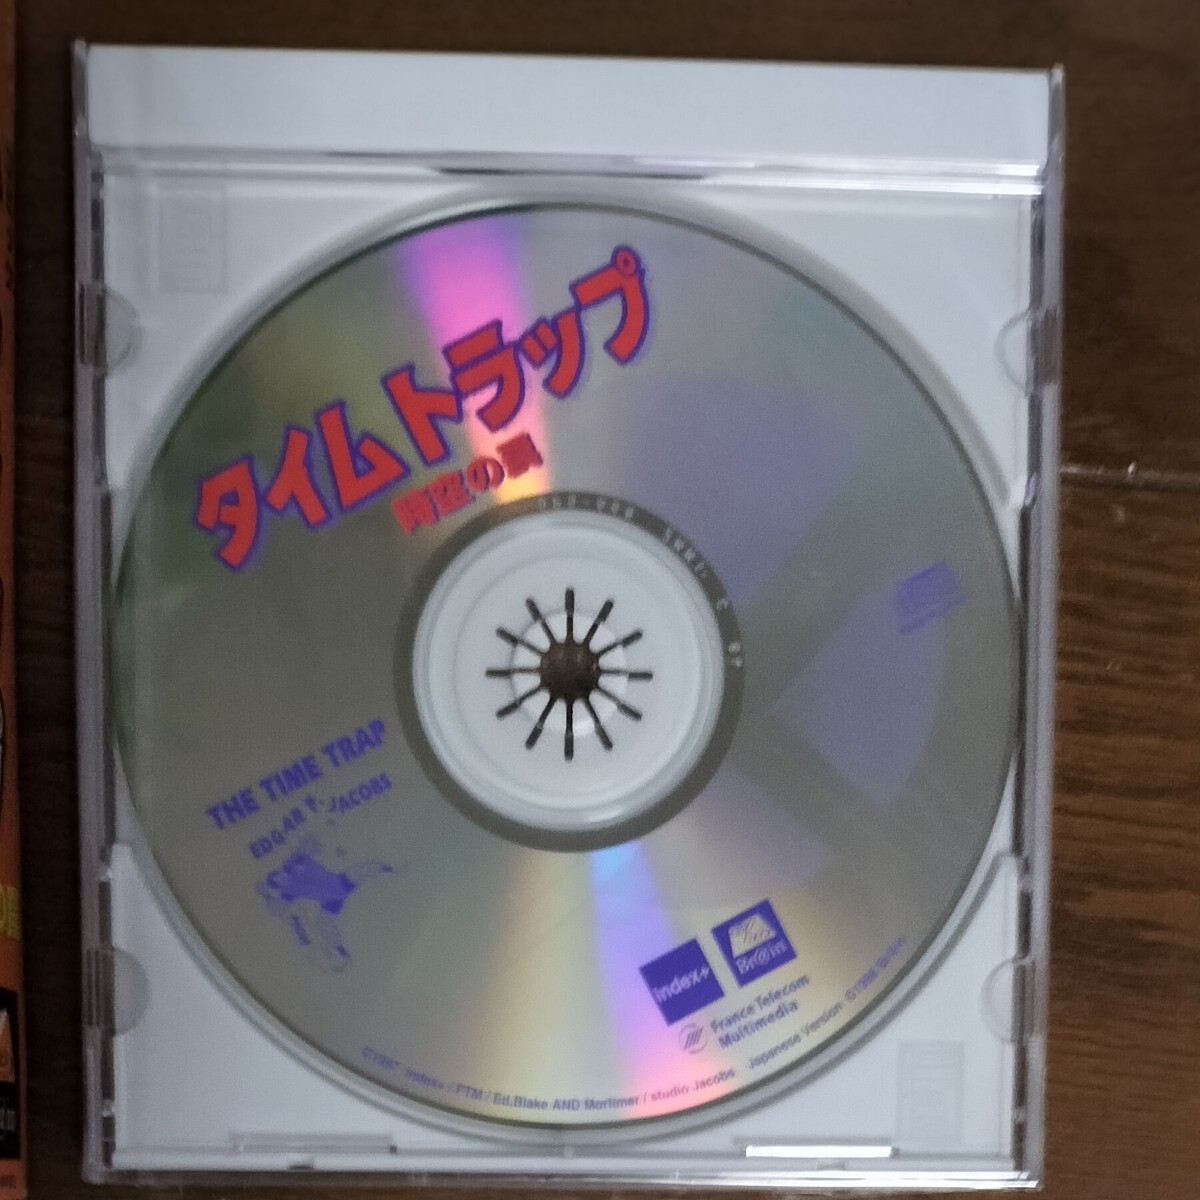 タイムトラップ
時空の罠
THE TIME TRAP
EDGAR P. JACOBS
index+
Br@in
France Telecom
Multimedia
©1997 Index+ / FTM / Ed.Blake AND Mortimer / studio Jacobs Japanese Version ©1998 Br@in